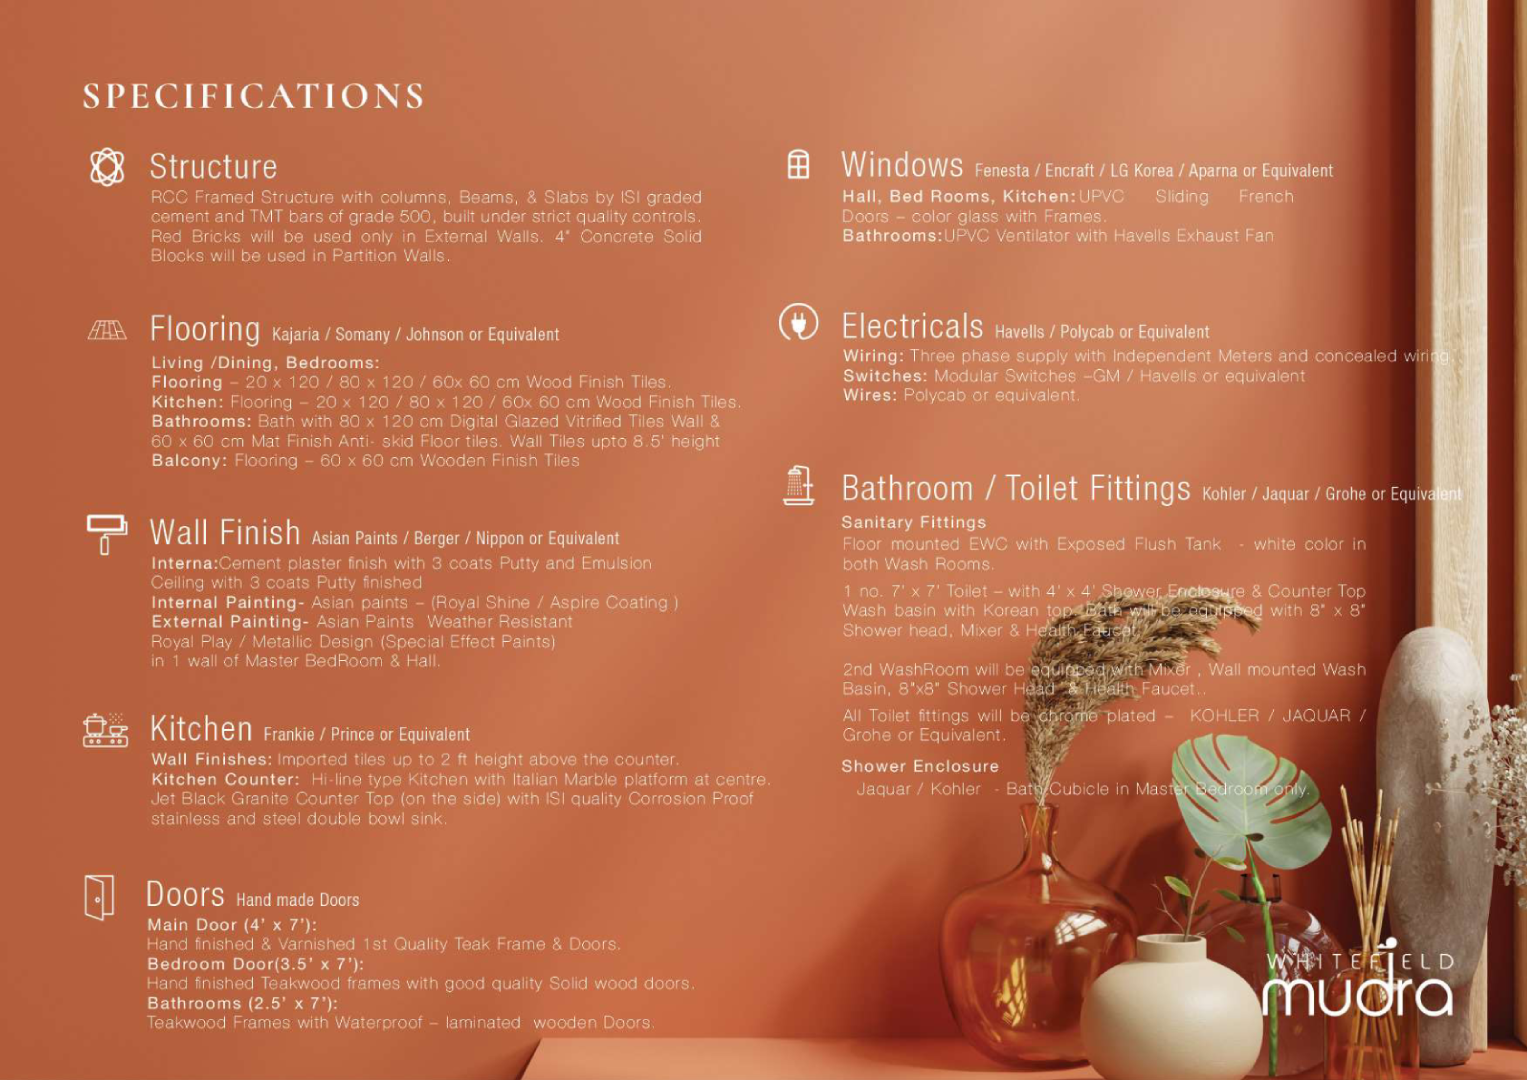 SPECIFICATIONS
Structure
RCC Framed Structure with columns, Beams, & Slabs by ISI graded
cement and TMT bars of grade 500, built under strict quality controls.
Red Bricks will be used only in External Walls. 4" Concrete Solid
Blocks will be used in Partition Walls.
Flooring Kajaria / Somany / Johnson or Equivalent
Living /Dining, Bedrooms:
Flooring – 20 x 120 / 80 x 120 / 60x 60 cm Wood Finish Tiles.
Kitchen: Flooring – 20 x 120 / 80 x 120 / 60x 60 cm Wood Finish Tiles.
Bathrooms: Bath with 80 x 120 cm Digital Glazed Vitrified Tiles Wall &
60 x 60 cm Mat Finish Anti- skid Floor tiles. Wall Tiles upto 8.5' height
Balcony: Flooring – 60 x 60 cm Wooden Finish Tiles
Wall Finish Asian Paints / Berger / Nippon or Equivalent
Interna:Cement plaster finish with 3 coats Putty and Emulsion
Ceiling with 3 coats Putty finished
Internal Painting- Asian paints – (Royal Shine / Aspire Coating )
External Painting- Asian Paints Weather Resistant
Royal Play / Metallic Design (Special Effect Paints)
in 1 wall of Master BedRoom & Hall.
Kitchen Frankie / Prince or Equivalent
Wall Finishes: Imported tiles up to 2 ft height above the counter.
Kitchen Counter: Hi-line type Kitchen with Italian Marble platform at centre.
Jet Black Granite Counter Top (on the side) with ISI quality Corrosion Proof
stainless and steel double bowl sink.
Doors Hand made Doors
Main Door (4' x 7'):
Hand finished & Varnished 1st Quality Teak Frame & Doors.
Bedroom Door(3.5' x 7'):
Hand finished Teakwood frames with good quality Solid wood doors.
Bathrooms (2.5' x 7'):
Teakwood Frames with Waterproof – laminated wooden Doors.
Windows Fenesta / Encraft / LG Korea / Aparna or Equivalent
Hall, Bed Rooms, Kitchen:UPVC Sliding French
Doors – color glass with Frames.
Bathrooms:UPVC Ventilator with Havells Exhaust Fan
Electricals Havells / Polycab or Equivalent
Wiring: Three phase supply with Independent Meters and concealed wiring.
Switches: Modular Switches –GM / Havells or equivalent
Wires: Polycab or equivalent.
Bathroom / Toilet Fittings Kohler / Jaquar / Grohe or Equivalent
Sanitary Fittings
Floor mounted EWC with Exposed Flush Tank - white color in
both Wash Rooms.
1 no. 7' x 7' Toilet – with 4' x 4' Shower Enclosure & Counter Top
Wash basin with Korean top. Bath will be equipped with 8" x 8"
Shower head, Mixer & Health Faucet.
2nd WashRoom will be equipped with Mixer , Wall mounted Wash
Basin, 8"x8" Shower Head & Health Faucet..
All Toilet fittings will be chrome plated – KOHLER / JAQUAR /
Grohe or Equivalent.
Shower Enclosure
Jaquar / Kohler - Bath Cubicle in Master Bedroom only.
WHITEFIELD
mudra